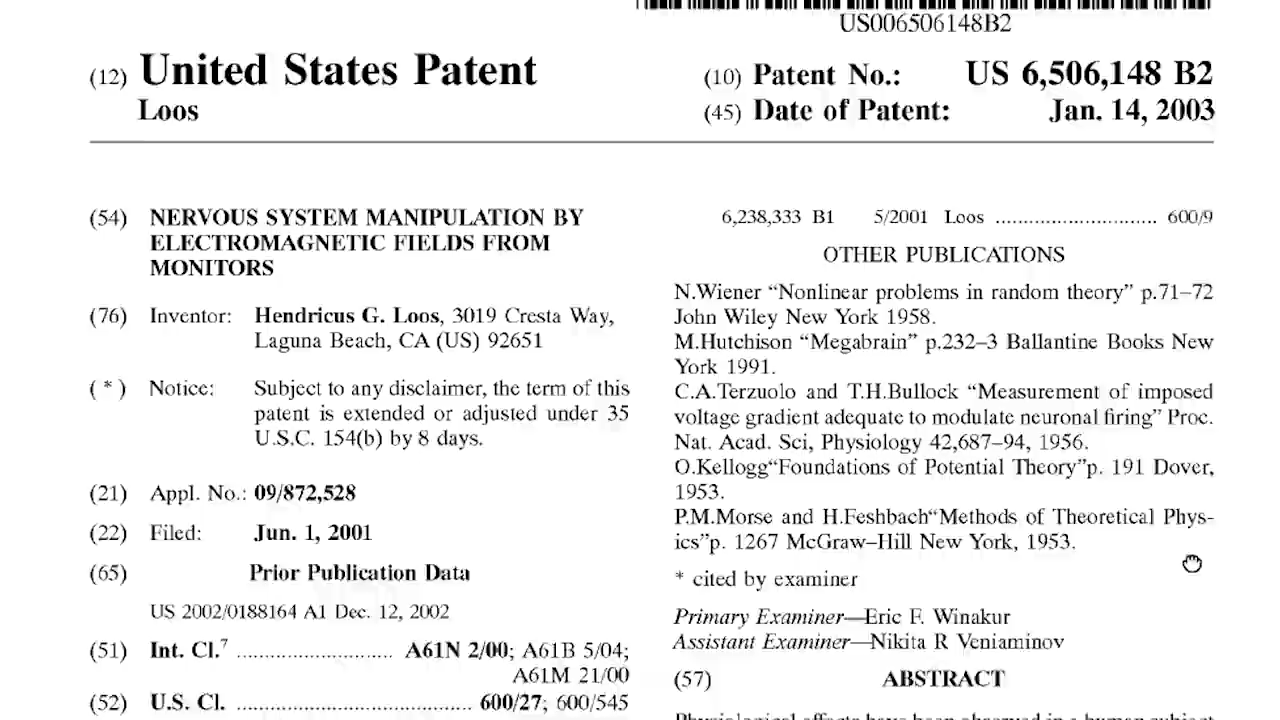 US006506148B2
(12) United States Patent
Loos
(10) Patent No.: US 6,506,148 B2
(45) Date of Patent: Jan. 14, 2003
(54) NERVOUS SYSTEM MANIPULATION BY
ELECTROMAGNETIC FIELDS FROM
MONITORS
(76) Inventor: Hendricus G. Loos, 3019 Cresta Way,
Laguna Beach, CA (US) 92651
( * ) Notice: Subject to any disclaimer, the term of this
patent is extended or adjusted under 35
U.S.C. 154(b) by 8 days.
(21) Appl. No.: 09/872,528
(22) Filed: Jun. 1, 2001
(65) Prior Publication Data
US 2002/0188164 A1 Dec. 12, 2002
(51) Int. Cl.7 ............................ A61N 2/00; A61B 5/04;
A61M 21/00
(52) U.S. Cl. ........................................... 600/27; 600/545
6,238,333 B1 5/2001 Loos ............................. 600/9
OTHER PUBLICATIONS
N.Wiener “Nonlinear problems in random theory” p.71–72
John Wiley New York 1958.
M.Hutchison “Megabrain” p.232–3 Ballantine Books New
York 1991.
C.A.Terzuolo and T.H.Bullock “Measurement of imposed
voltage gradient adequate to modulate neuronal firing” Proc.
Nat. Acad. Sci, Physiology 42,687–94, 1956.
O.Kellogg“Foundations of Potential Theory”p. 191 Dover,
1953.
P.M.Morse and H.Feshbach“Methods of Theoretical Phys-
ics”p. 1267 McGraw–Hill New York, 1953.
* cited by examiner
Primary Examiner—Eric F. Winakur
Assistant Examiner—Nikita R Veniaminov
(57) ABSTRACT
Physiological effects have been observed in a human subject